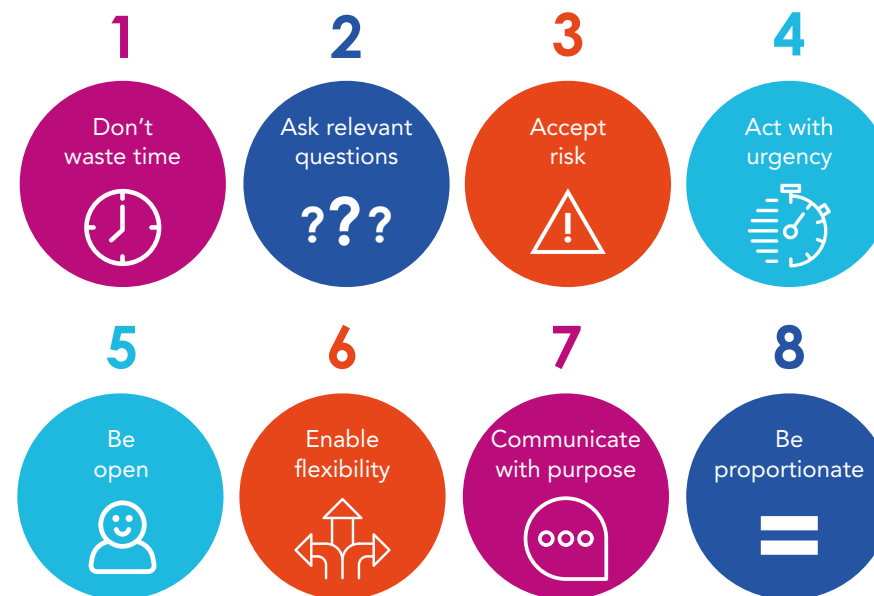 1
2
3
4
Don't
waste time
Ask relevant
questions
???
Accept
risk
!
Act with
urgency
5
6
7
8
Be
open
Enable
flexibility
Communicate
with purpose
Be
proportionate
=